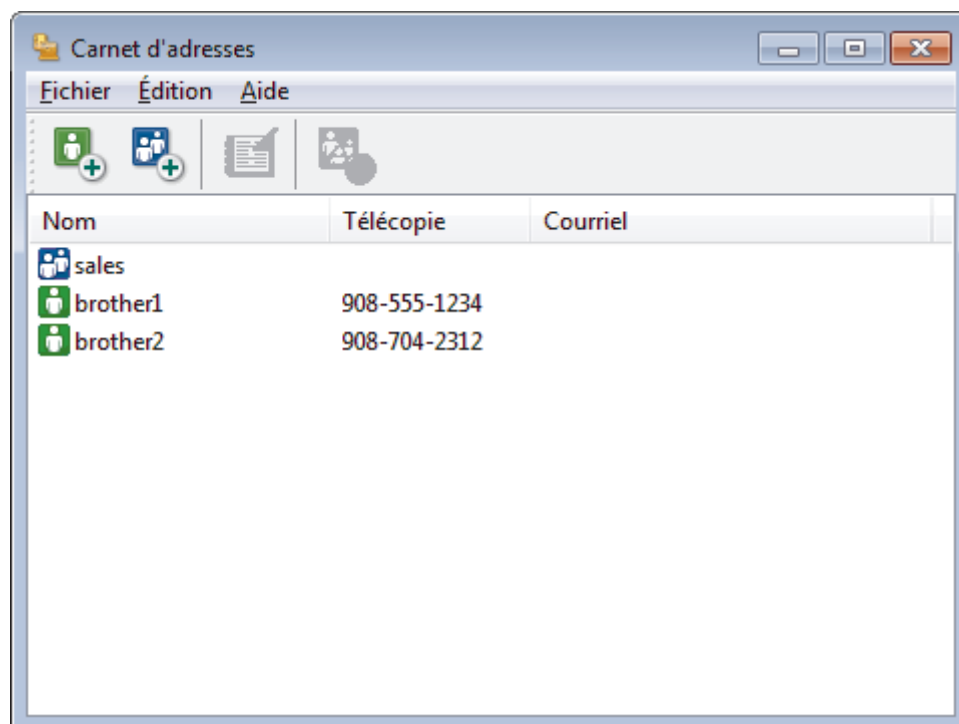 Carnet d'adresses
Fichier Édition Aide
Nom Télécopie Courriel
sales
brother1 908-555-1234
brother2 908-704-2312